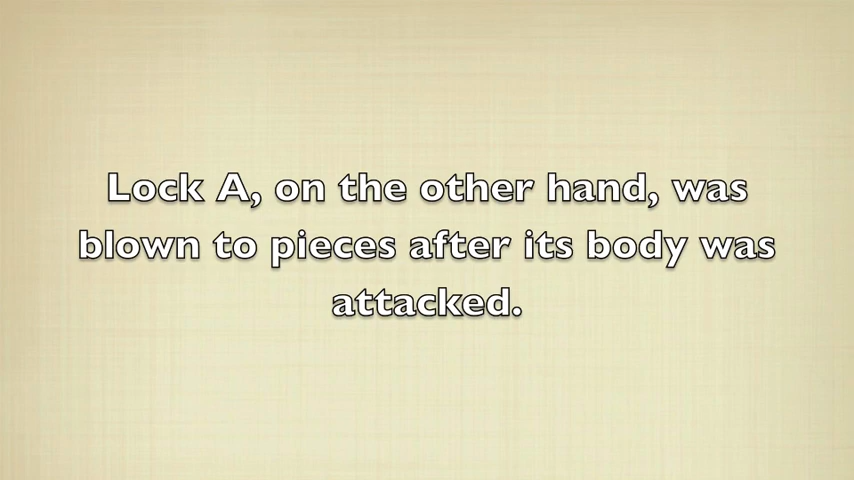 Lock A, on the other hand, was
blown to pieces after its body was
attacked.